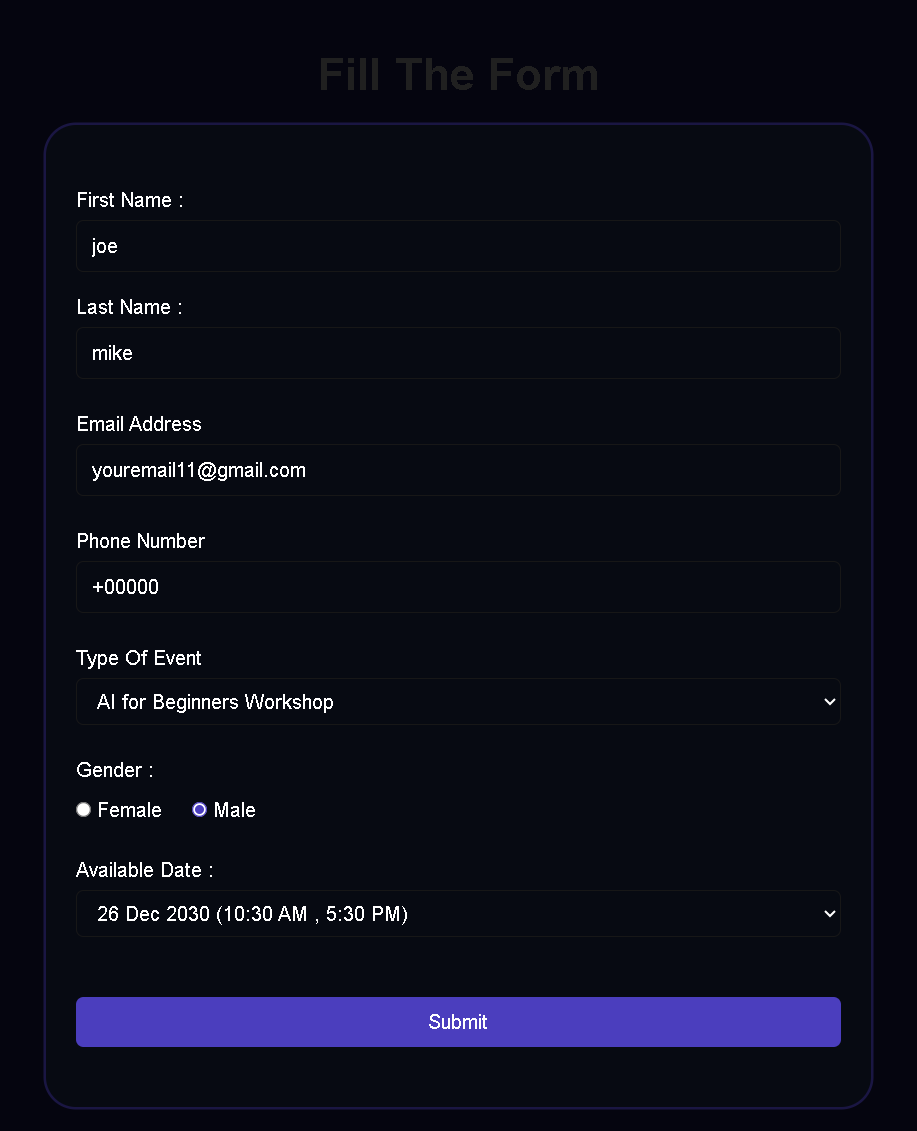 Fill The Form
First Name :
joe
Last Name :
mike
Email Address
youremail11@gmail.com
Phone Number
+00000
Type Of Event
AI for Beginners Workshop
Gender :
Female Male
Available Date :
26 Dec 2030 (10:30 AM , 5:30 PM)
Submit